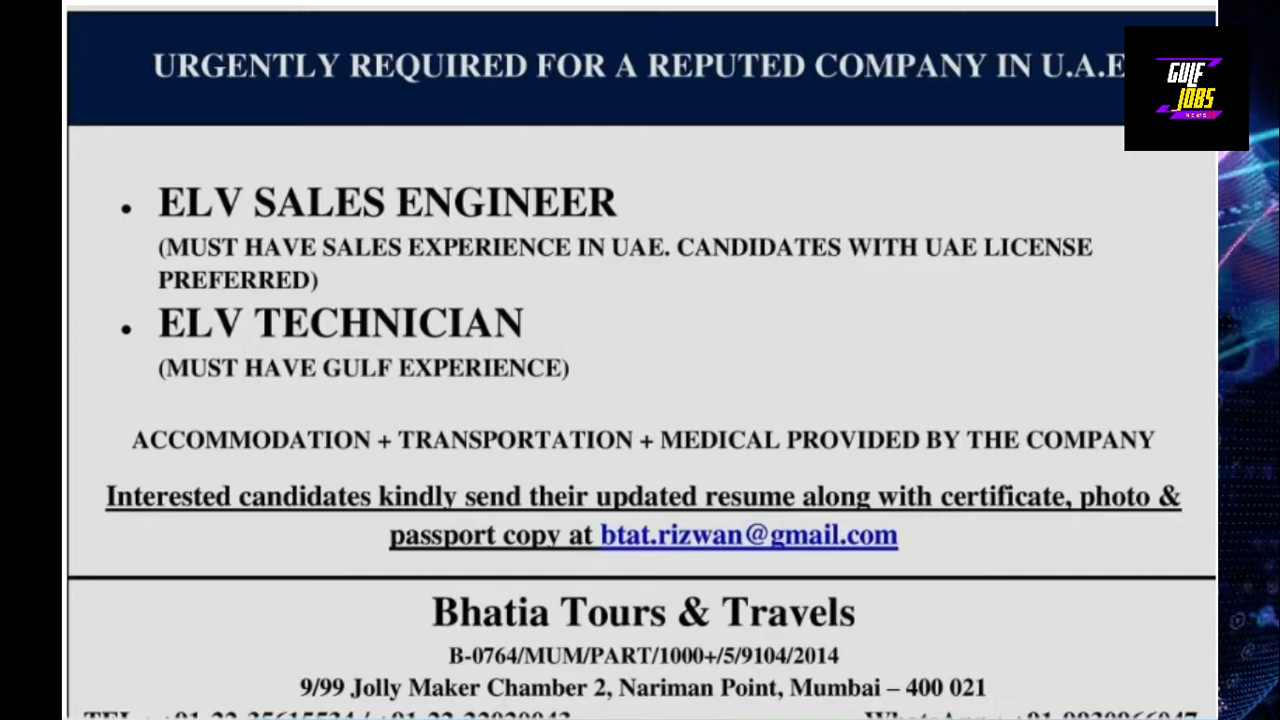 URGENTLY REQUIRED FOR A REPUTED COMPANY IN U.A.E
GULF
JOBS
NEWS
• ELV SALES ENGINEER
(MUST HAVE SALES EXPERIENCE IN UAE. CANDIDATES WITH UAE LICENSE
PREFERRED)
• ELV TECHNICIAN
(MUST HAVE GULF EXPERIENCE)
ACCOMMODATION + TRANSPORTATION + MEDICAL PROVIDED BY THE COMPANY
Interested candidates kindly send their updated resume along with certificate, photo &
passport copy at btat.rizwan@gmail.com
Bhatia Tours & Travels
B-0764/MUM/PART/1000+/5/9104/2014
9/99 Jolly Maker Chamber 2, Nariman Point, Mumbai – 400 021